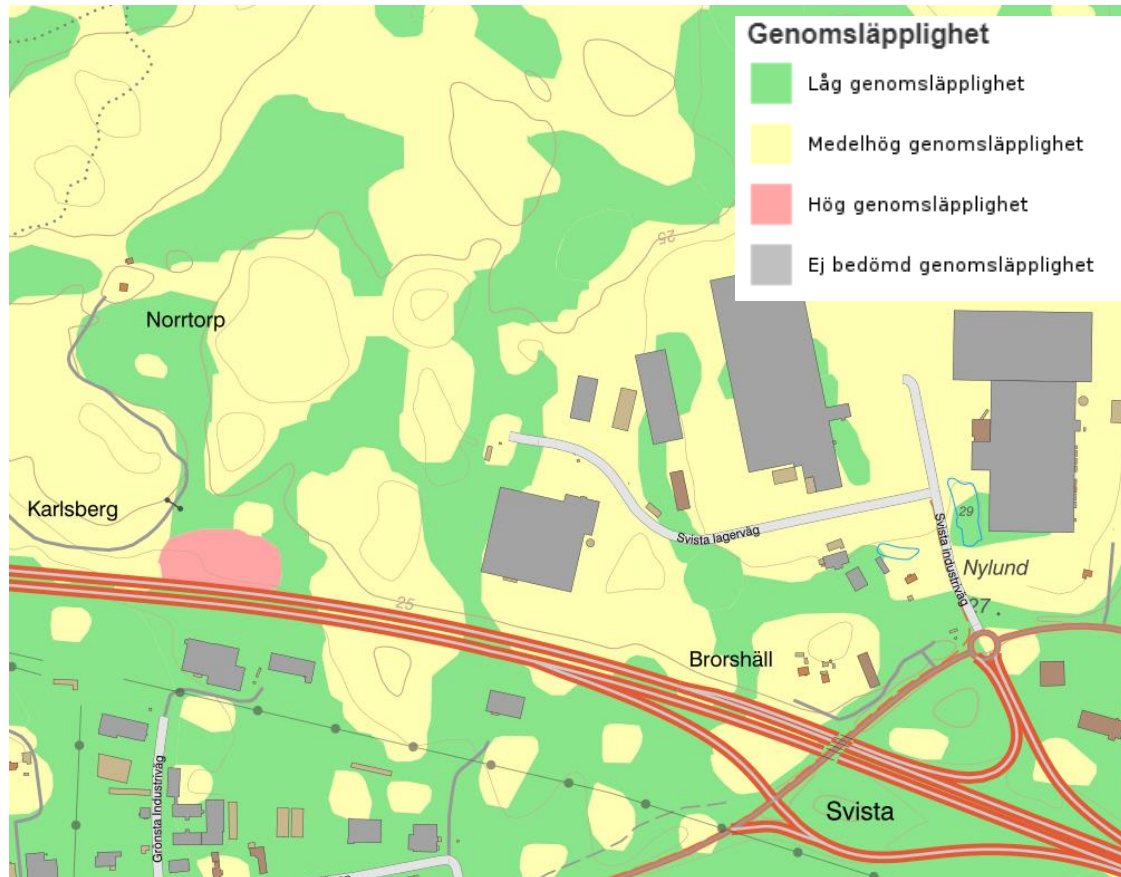 Genomsläpplighet
Låg genomsläpplighet
Medelhög genomsläpplighet
Hög genomsläpplighet
Ej bedömd genomsläpplighet
25
Norrtorp
Karlsberg
Svista lagerväg
29
Svista industriväg
Nylund
27
25
Brorshäll
Svista
Grönsta Industriväg